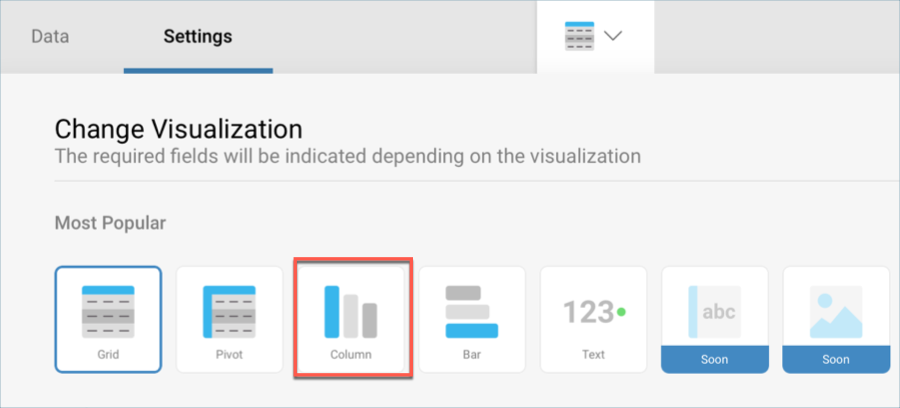 Data Settings
Change Visualization
The required fields will be indicated depending on the visualization
Most Popular
123 abc
Grid Pivot Column Bar Text Soon Soon